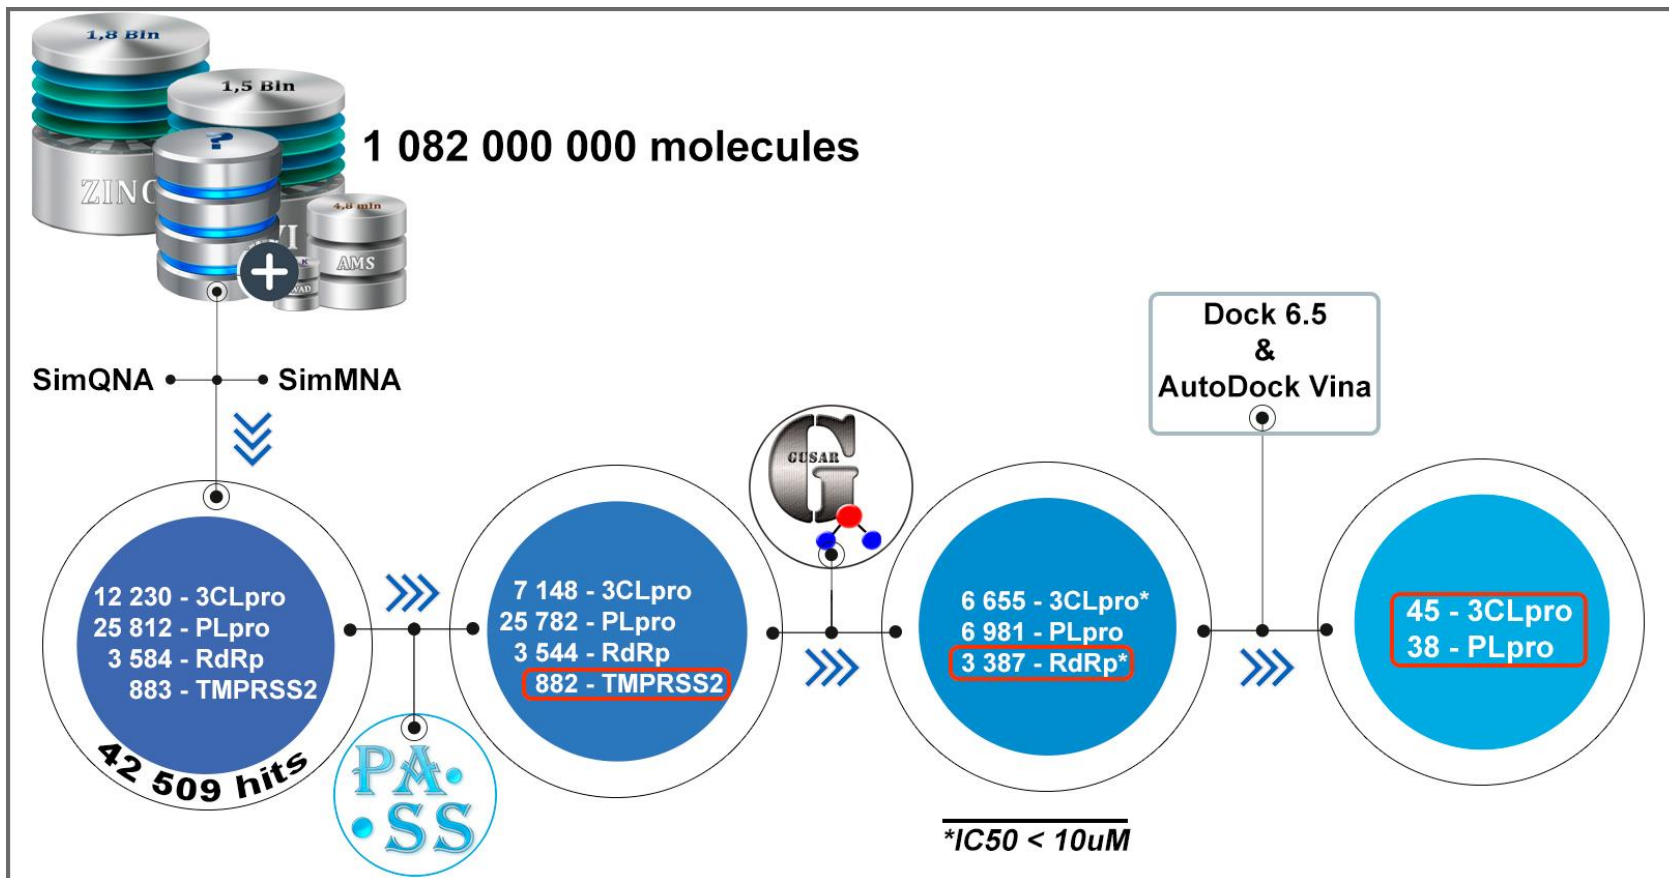 1,8 Bln
1,5 Bln
?
ZINC
VI
4,8 mln
AMS
1 082 000 000 molecules
SimQNA
SimMNA
Dock 6.5
&
AutoDock Vina
GUSAR
G
12 230 - 3CLpro
25 812 - PLpro
3 584 - RdRp
883 - TMPRSS2
42 509 hits
PA
SS
7 148 - 3CLpro
25 782 - PLpro
3 544 - RdRp
882 - TMPRSS2
6 655 - 3CLpro*
6 981 - PLpro
3 387 - RdRp*
*IC50 < 10uM
45 - 3CLpro
38 - PLpro